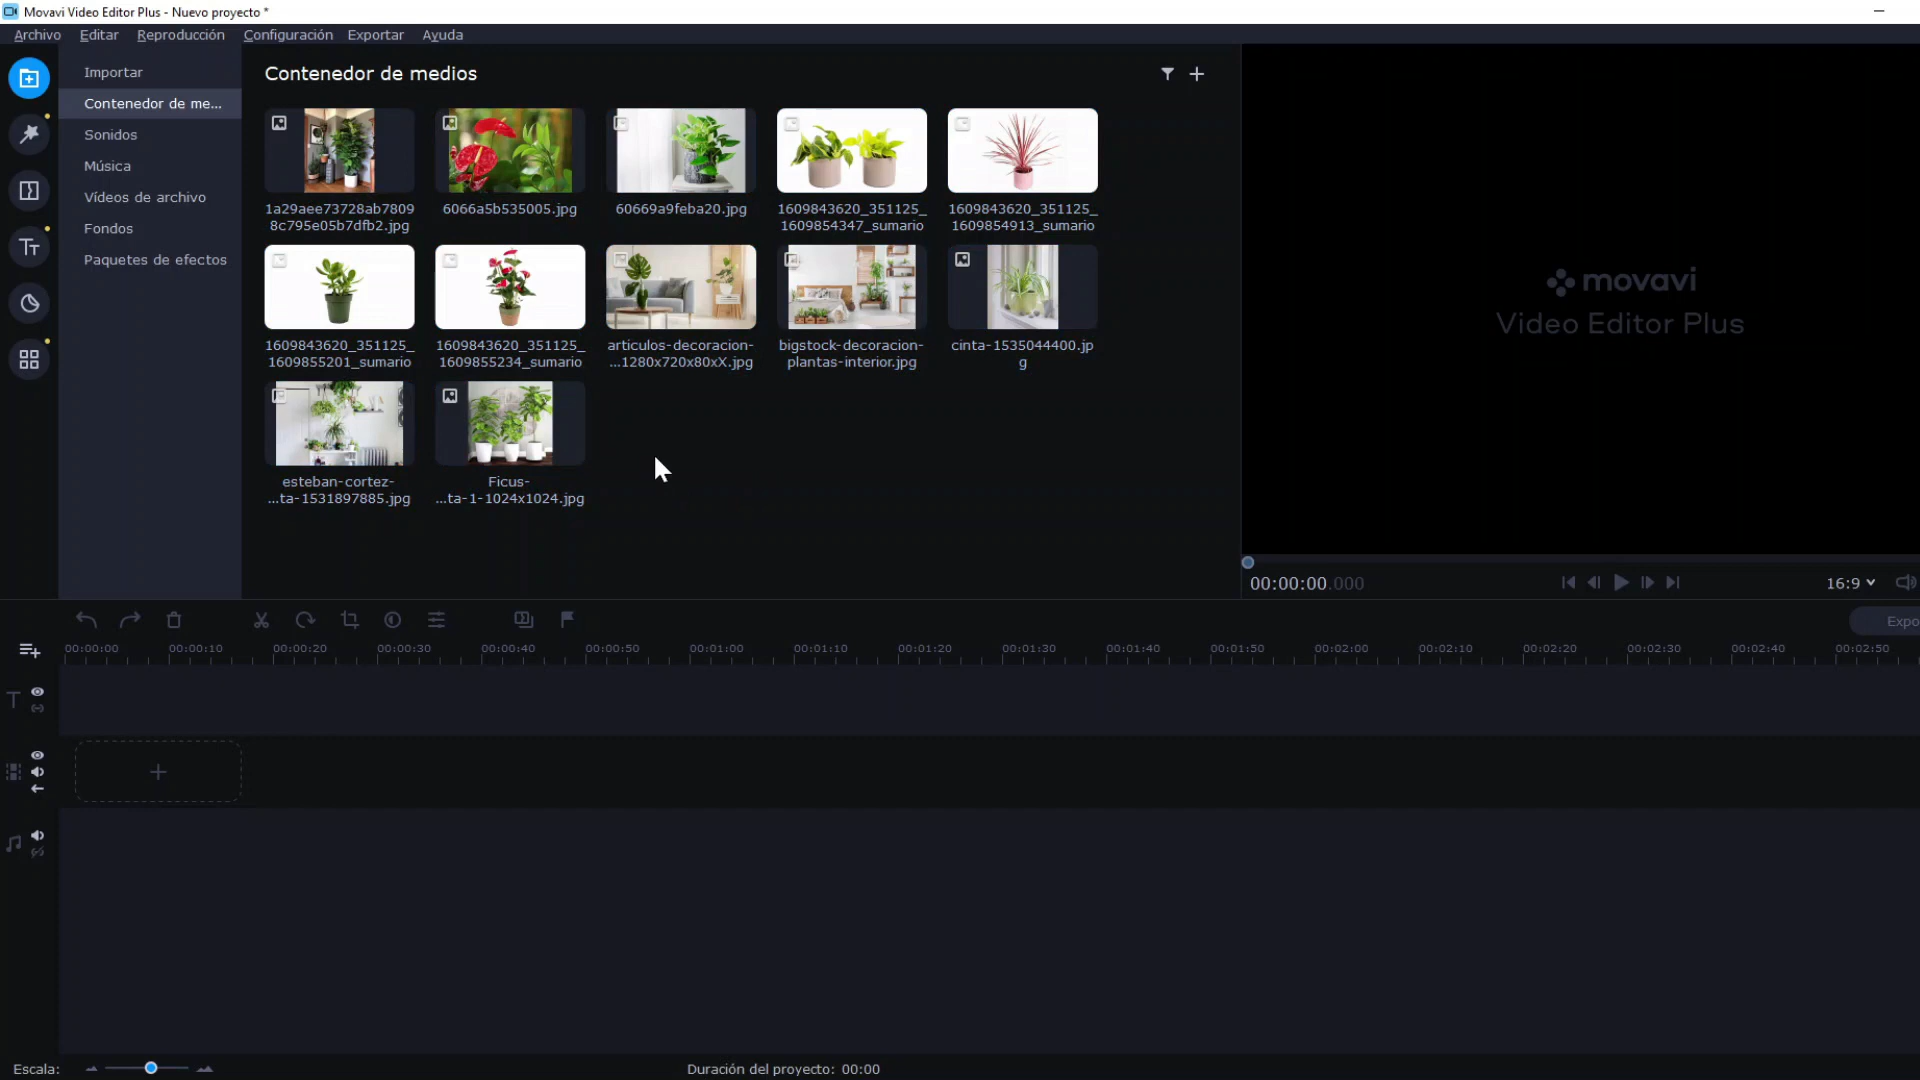 Movavi Video Editor Plus - Nuevo proyecto *
Archivo Editar Reproducción Configuración Exportar Ayuda
Importar
Contenedor de me...
Sonidos
Música
Vídeos de archivo
Fondos
Paquetes de efectos
Contenedor de medios
1a29aee73728ab7809
8c795e05b7dfb2.jpg
6066a5b535005.jpg
60669a9feba20.jpg
1609843620_351125_
1609854347_sumario
1609843620_351125_
1609854913_sumario
1609843620_351125_
1609855201_sumario
1609843620_351125_
1609855234_sumario
articulos-decoracion-
...1280x720x80xX.jpg
bigstock-decoracion-
plantas-interior.jpg
cinta-1535044400.jp
g
esteban-cortez-
...ta-1531897885.jpg
Ficus-
...ta-1-1024x1024.jpg
movavi
Video Editor Plus
00:00:00.000
16:9
Expo
00:00:00 00:00:10 00:00:20 00:00:30 00:00:40 00:00:50 00:01:00 00:01:10 00:01:20 00:01:30 00:01:40 00:01:50 00:02:00 00:02:10 00:02:20 00:02:30 00:02:40 00:02:50
Escala:
Duración del proyecto: 00:00